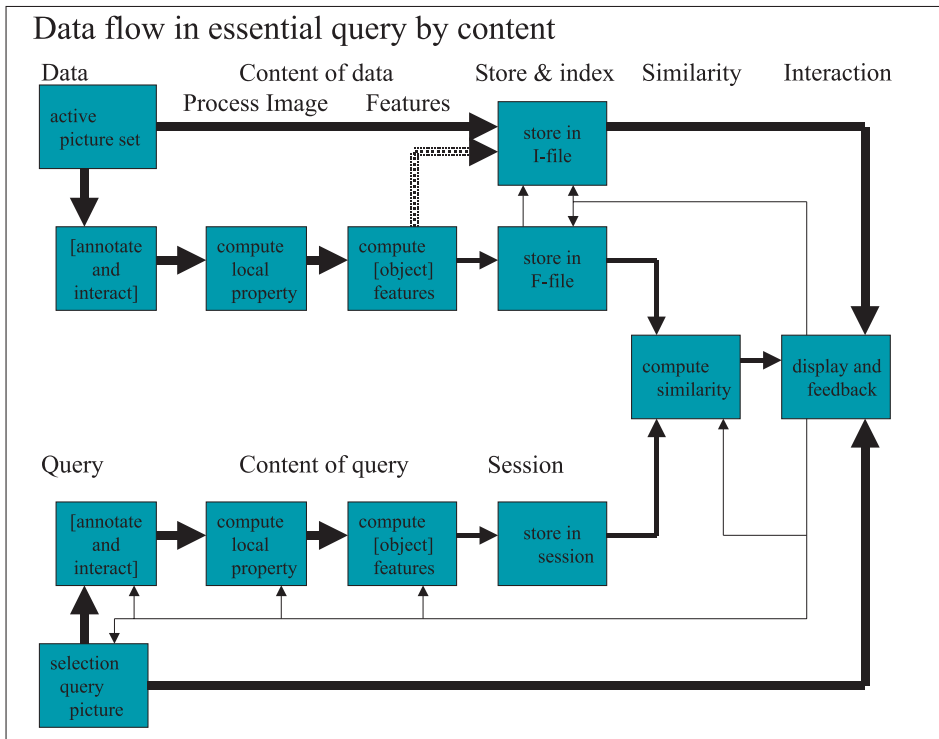 Data flow in essential query by content
Data
Content of data
Store & index
Similarity
Interaction
Process Image
Features
active
picture set
store in
I-file
[annotate
and
interact]
compute
local
property
compute
[object]
features
store in
F-file
compute
similarity
display and
feedback
Query
Content of query
Session
[annotate
and
interact]
compute
local
property
compute
[object]
features
store in
session
selection
query
picture